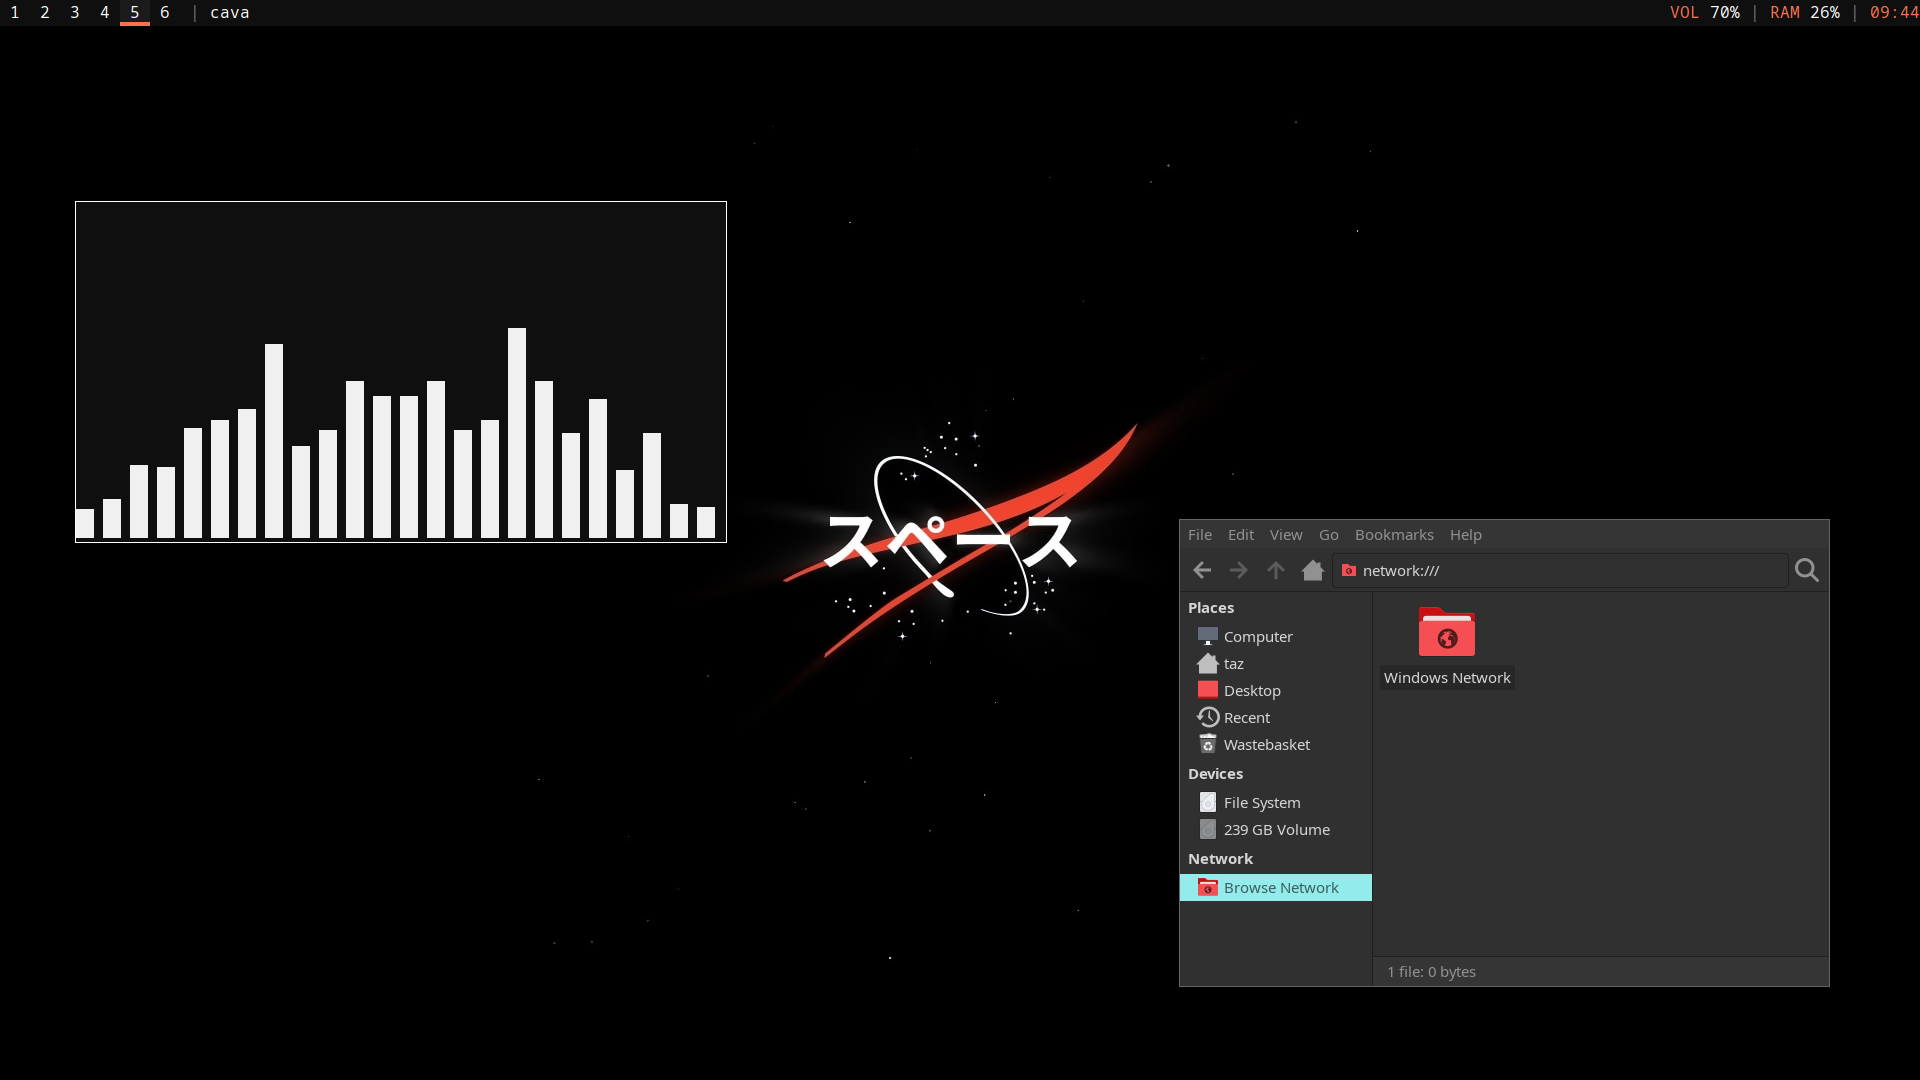 1 2 3 4 5 6 | cava
VOL 70% | RAM 26% | 09:44
スペース
File Edit View Go Bookmarks Help
network:///
Places
Computer
taz
Desktop
Recent
Wastebasket
Devices
File System
239 GB Volume
Network
Browse Network
Windows Network
1 file: 0 bytes